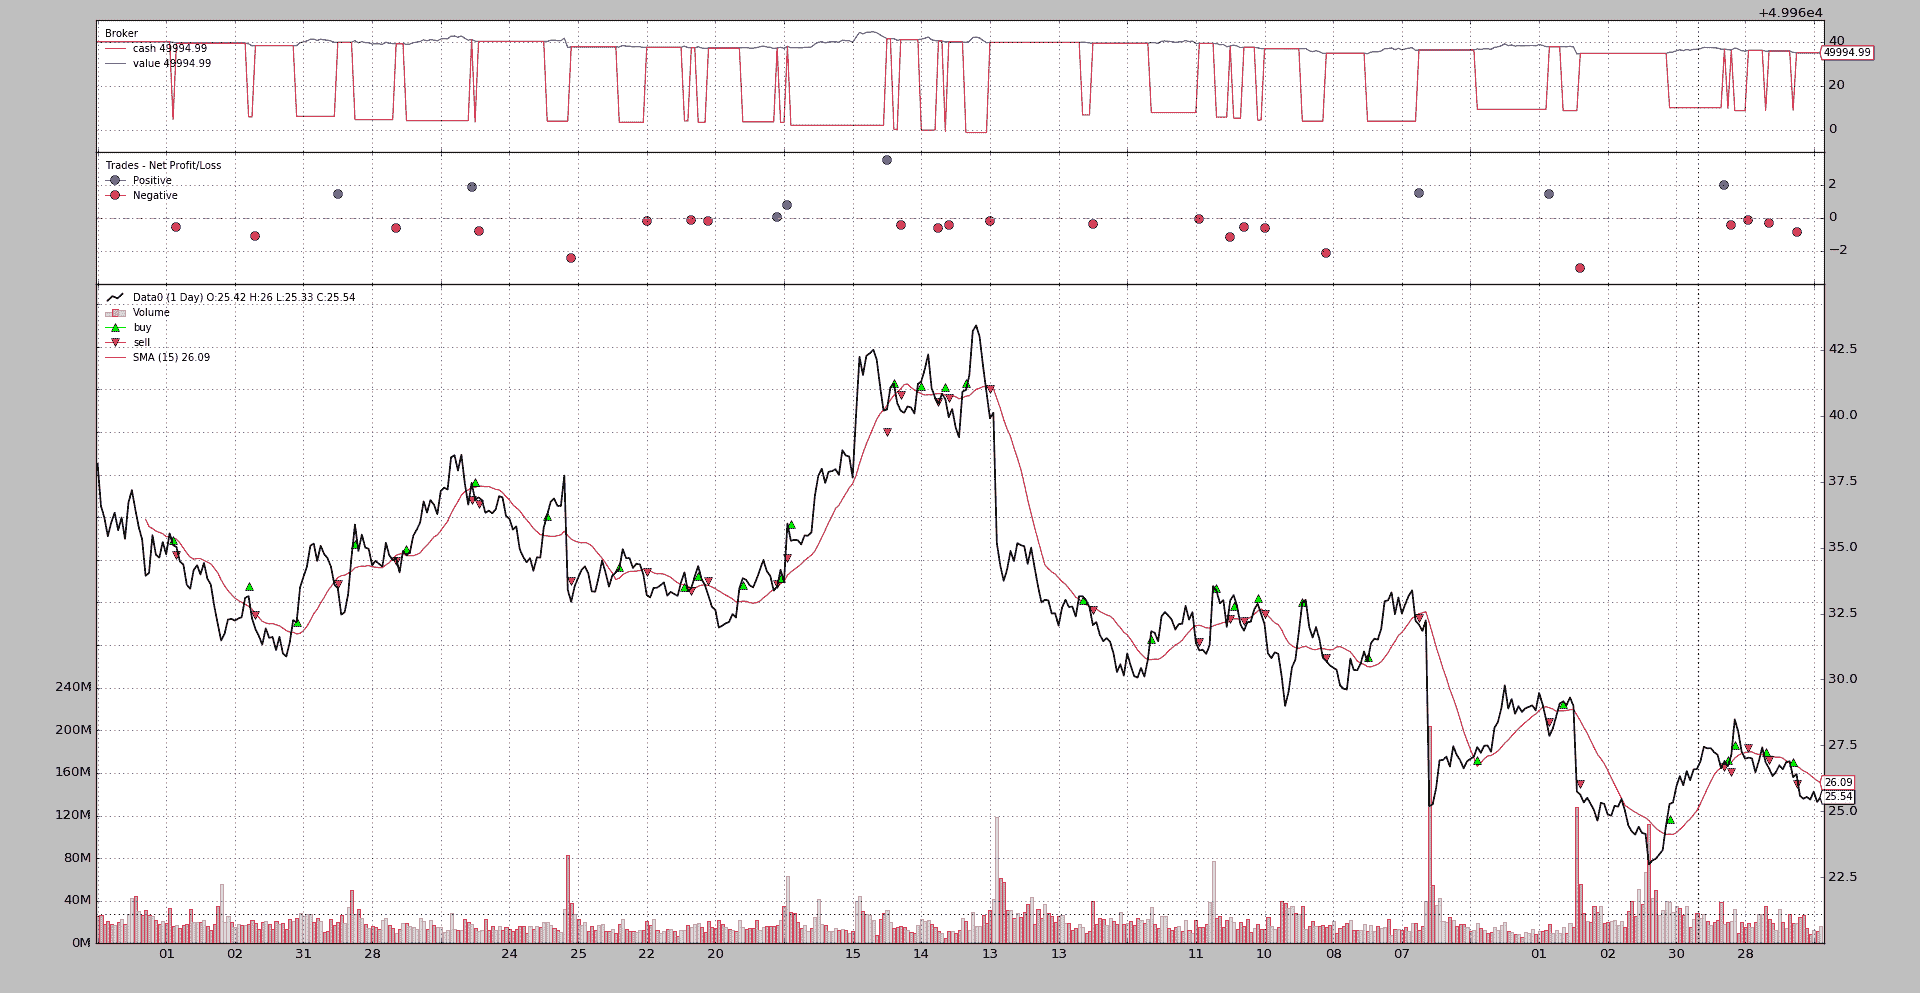 +4.996e4
Broker
cash 49994.99
value 49994.99
40
49994.99
20
0
Trades - Net Profit/Loss
Positive
Negative
2
0
−2
Data0 (1 Day) O:25.42 H:26 L:25.33 C:25.54
Volume
buy
sell
SMA (15) 26.09
42.5
40.0
37.5
35.0
32.5
30.0
27.5
26.09
25.54
25.0
22.5
240M
200M
160M
120M
80M
40M
0M
01 02 31 28 24 25 22 20 15 14 13 13 11 10 08 07 01 02 30 28